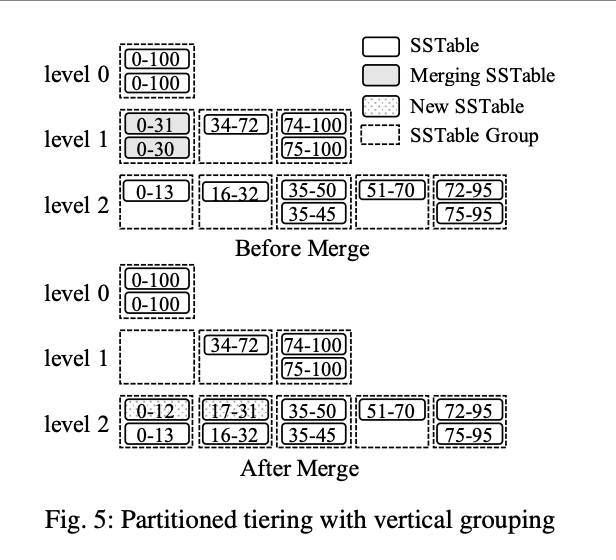 level 0
0-100
0-100
SSTable
Merging SSTable
New SSTable
SSTable Group
level 1
0-31 34-72 74-100
0-30 75-100
level 2
0-13 16-32 35-50 51-70 72-95
35-45 75-95
Before Merge
level 0
0-100
0-100
level 1
34-72 74-100
75-100
level 2
0-12 17-31 35-50 51-70 72-95
0-13 16-32 35-45 75-95
After Merge
Fig. 5: Partitioned tiering with vertical grouping